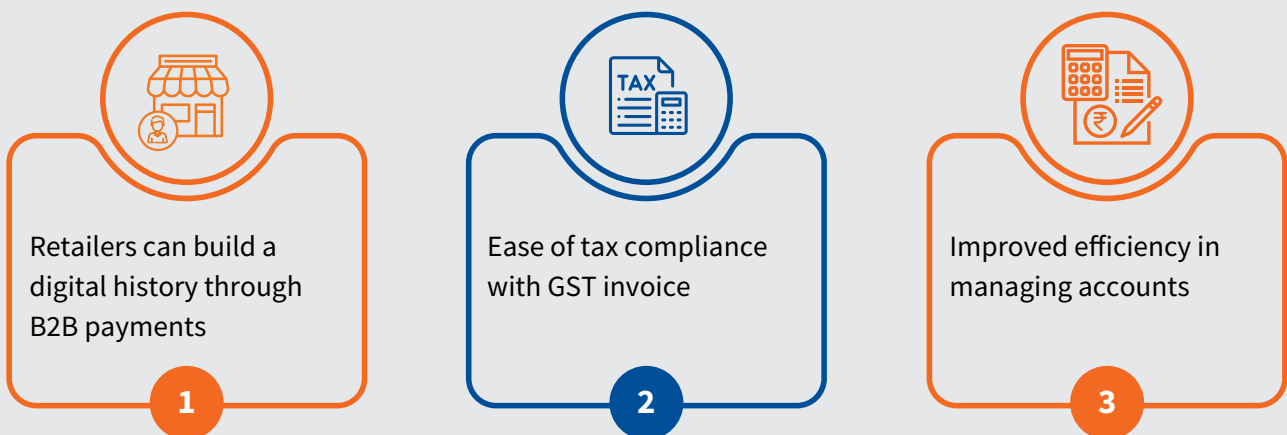 Retailers can build a
digital history through
B2B payments
1
TAX
Ease of tax compliance
with GST invoice
2
₹
Improved efficiency in
managing accounts
3